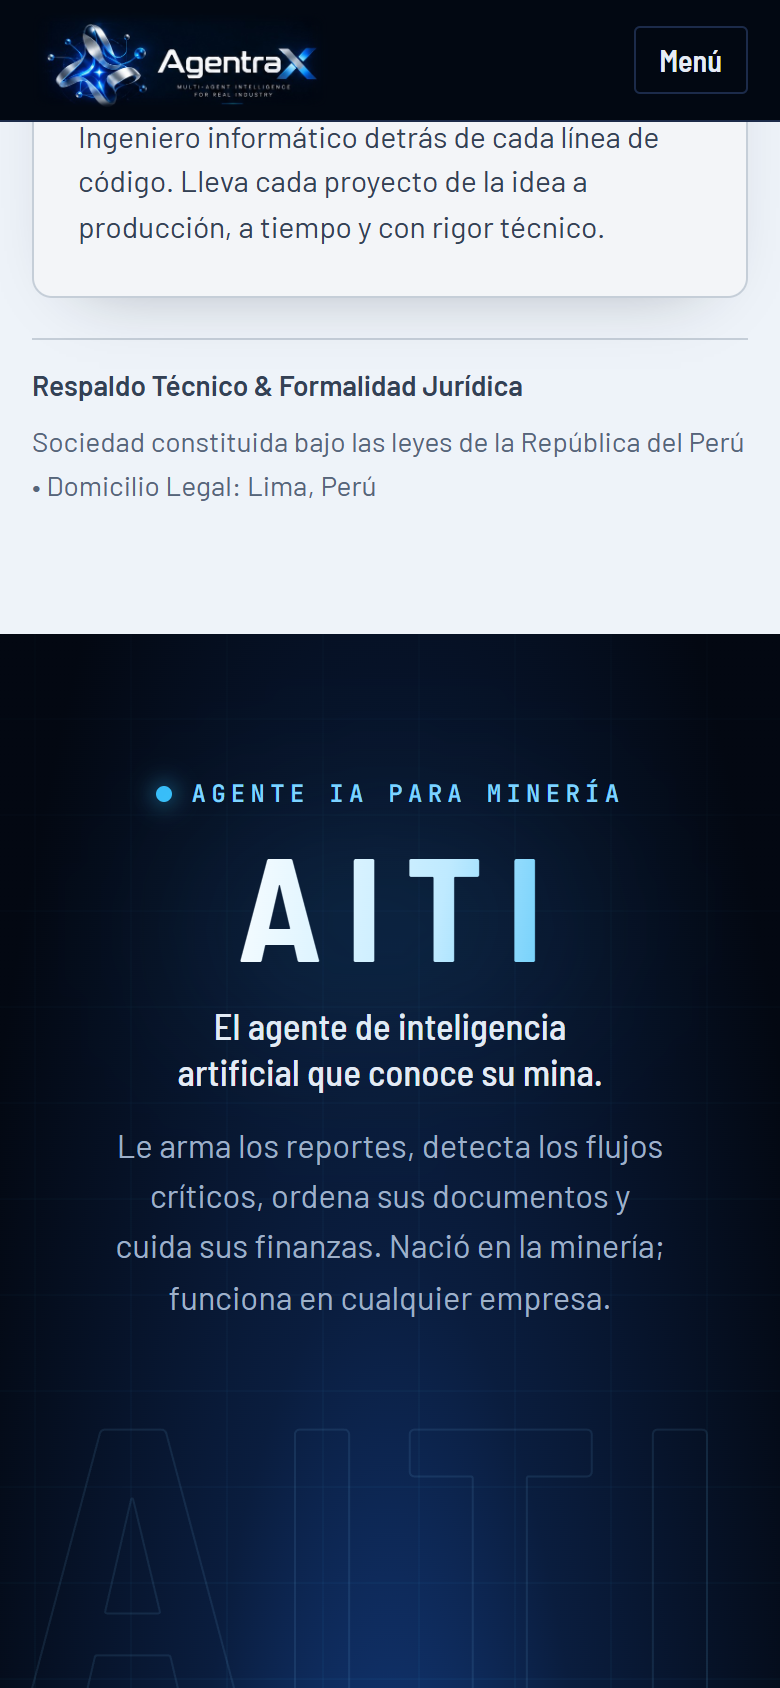 AgentraX
MULTI-AGENT INTELLIGENCE
FOR REAL INDUSTRY
Menú
Ingeniero informático detrás de cada línea de
código. Lleva cada proyecto de la idea a
producción, a tiempo y con rigor técnico.
Respaldo Técnico & Formalidad Jurídica
Sociedad constituida bajo las leyes de la República del Perú
• Domicilio Legal: Lima, Perú
AGENTE IA PARA MINERÍA
AITI
El agente de inteligencia
artificial que conoce su mina.
Le arma los reportes, detecta los flujos
críticos, ordena sus documentos y
cuida sus finanzas. Nació en la minería;
funciona en cualquier empresa.
AITI